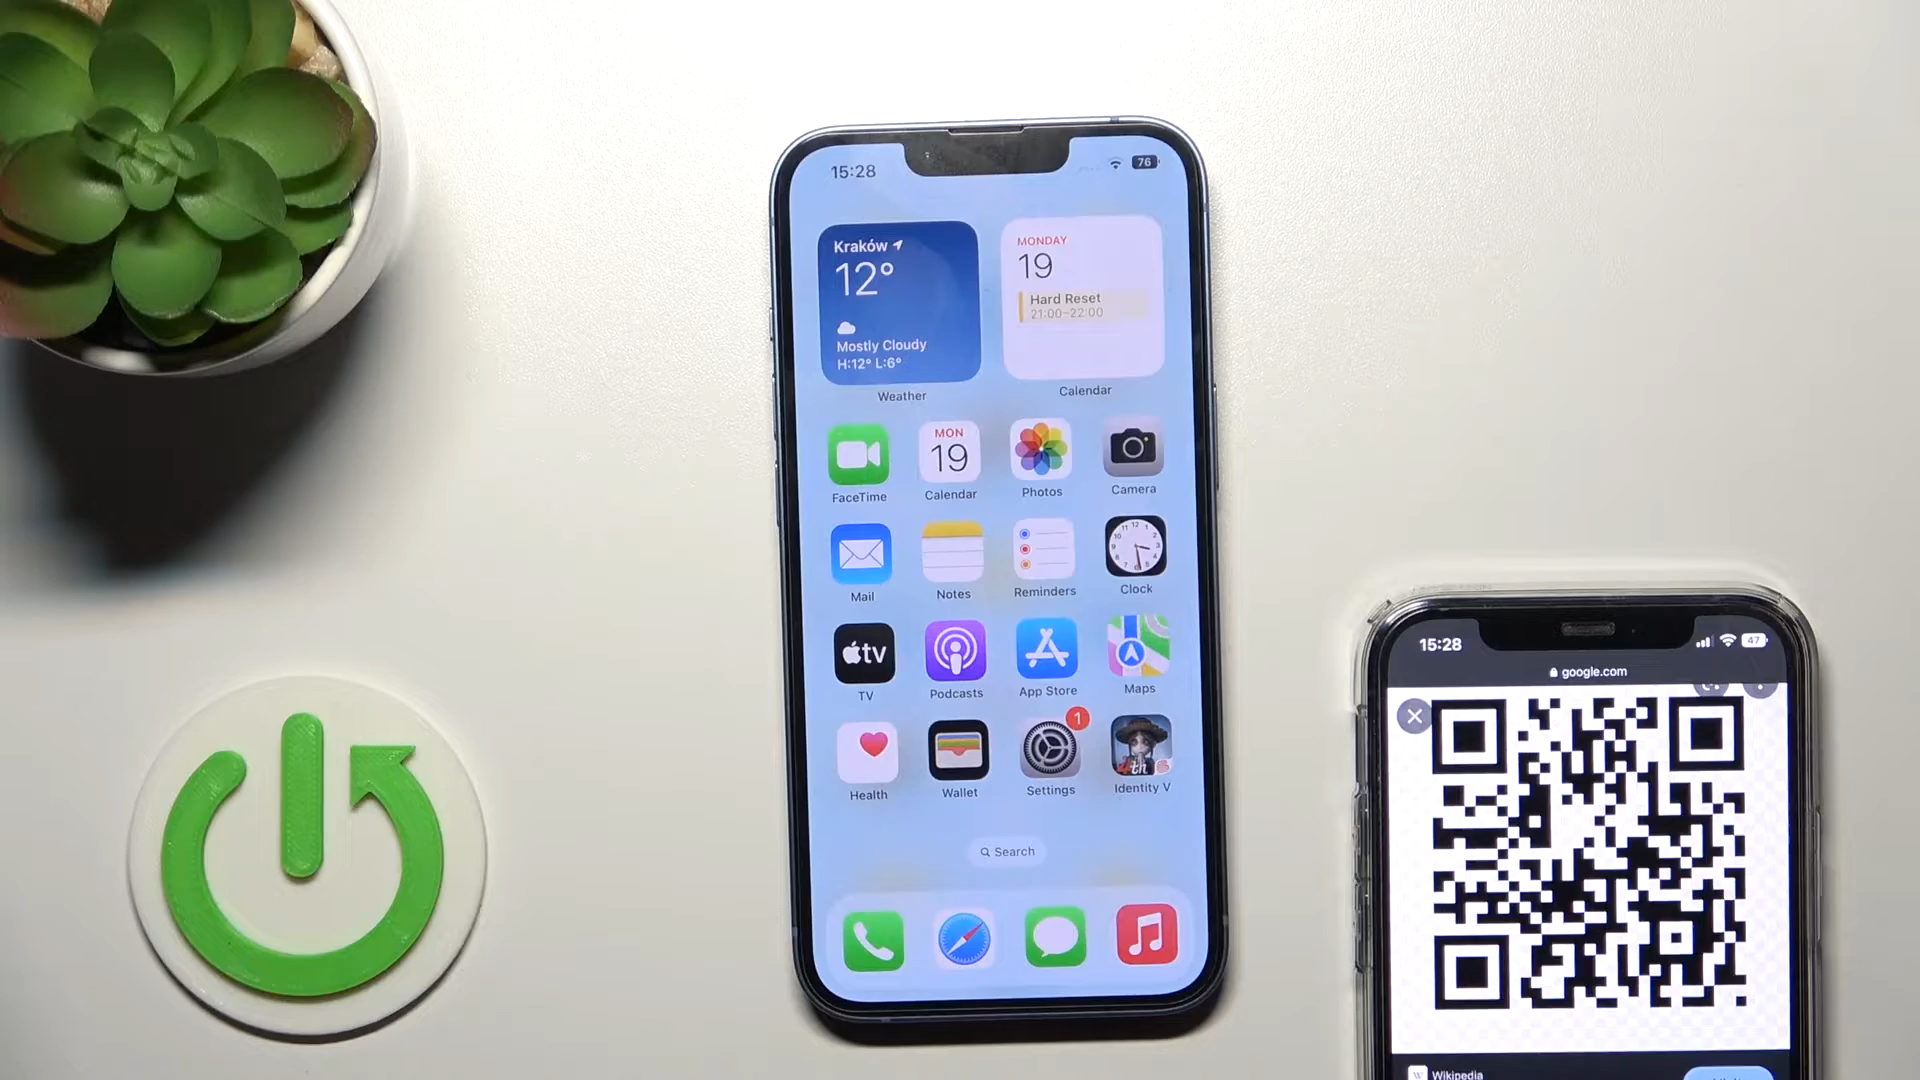 15:28
76
Kraków
12°
Mostly Cloudy
H:12° L:6°
Weather
MONDAY
19
Hard Reset
21:00–22:00
Calendar
MON
19
FaceTime
Calendar
Photos
Camera
Mail
Notes
Reminders
Clock
tv
TV
Podcasts
App Store
Maps
1
Health
Wallet
Settings
Identity V
Search
15:28
47
google.com
W
Wikipedia